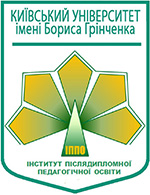 КИЇВСЬКИЙ УНІВЕРСИТЕТ
імені Бориса Грінченка
ІППО
ІНСТИТУТ ПІСЛЯДИПЛОМНОЇ
ПЕДАГОГІЧНОЇ ОСВІТИ